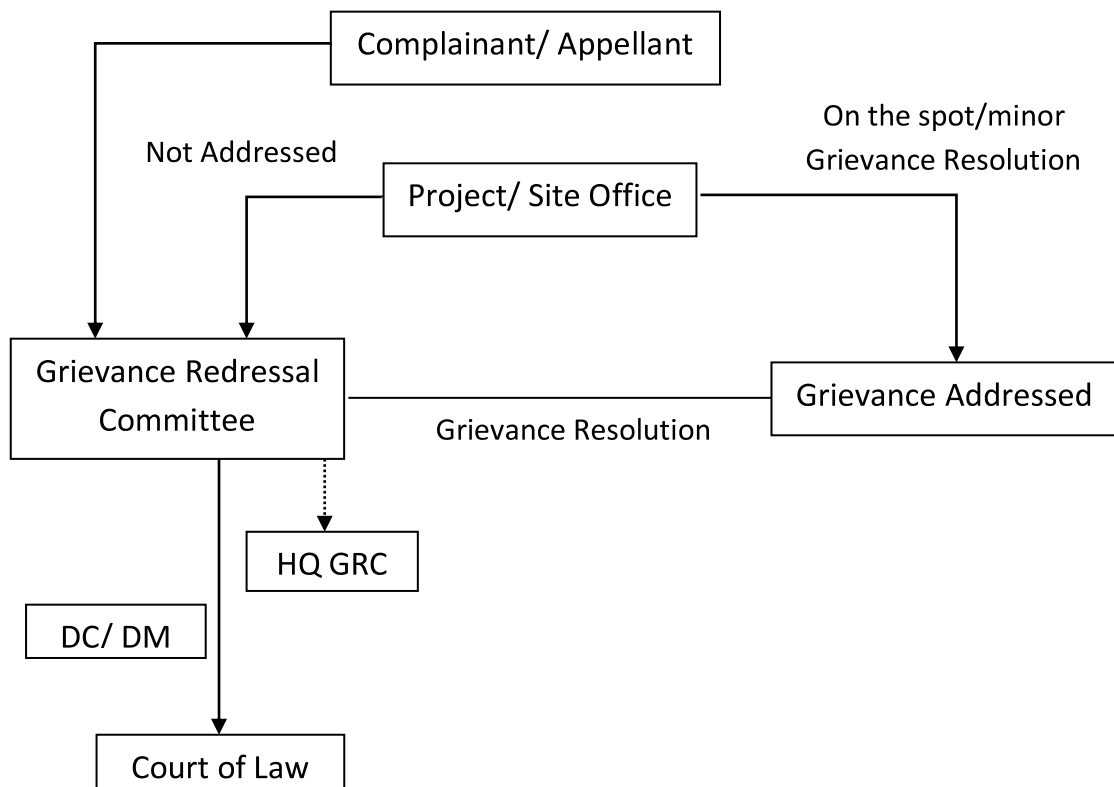 Complainant/ Appellant
On the spot/minor
Grievance Resolution
Not Addressed
Project/ Site Office
Grievance Redressal
Committee
Grievance Addressed
Grievance Resolution
HQ GRC
DC/ DM
Court of Law